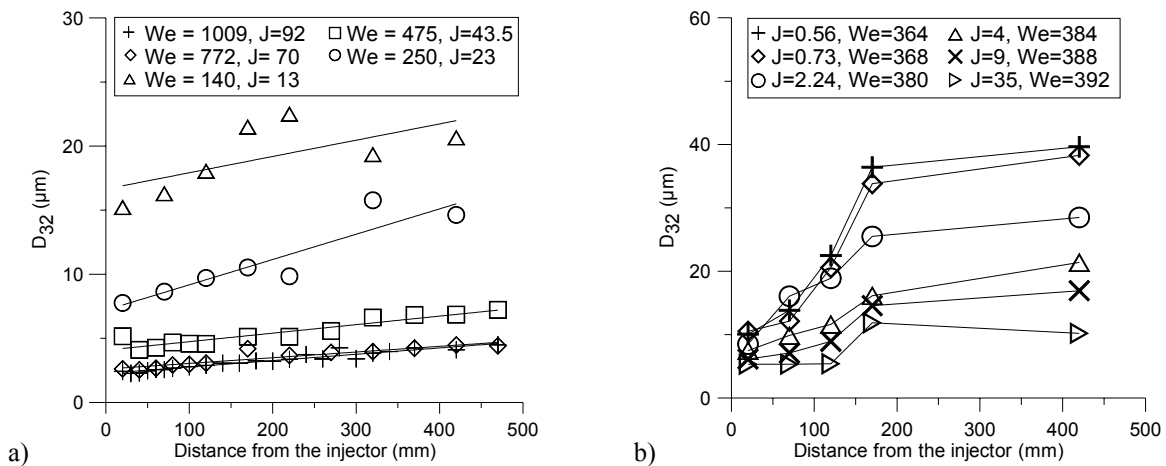 We = 1009, J=92
We = 772, J= 70
We = 140, J= 13
We = 475, J=43.5
We = 250, J=23
30
20
10
0
D32 (µm)
0 100 200 300 400 500
Distance from the injector (mm)
a)
J=0.56, We=364
J=0.73, We=368
J=2.24, We=380
J=4, We=384
J=9, We=388
J=35, We=392
60
40
20
0
D32 (µm)
0 100 200 300 400 500
Distance from the injector (mm)
b)